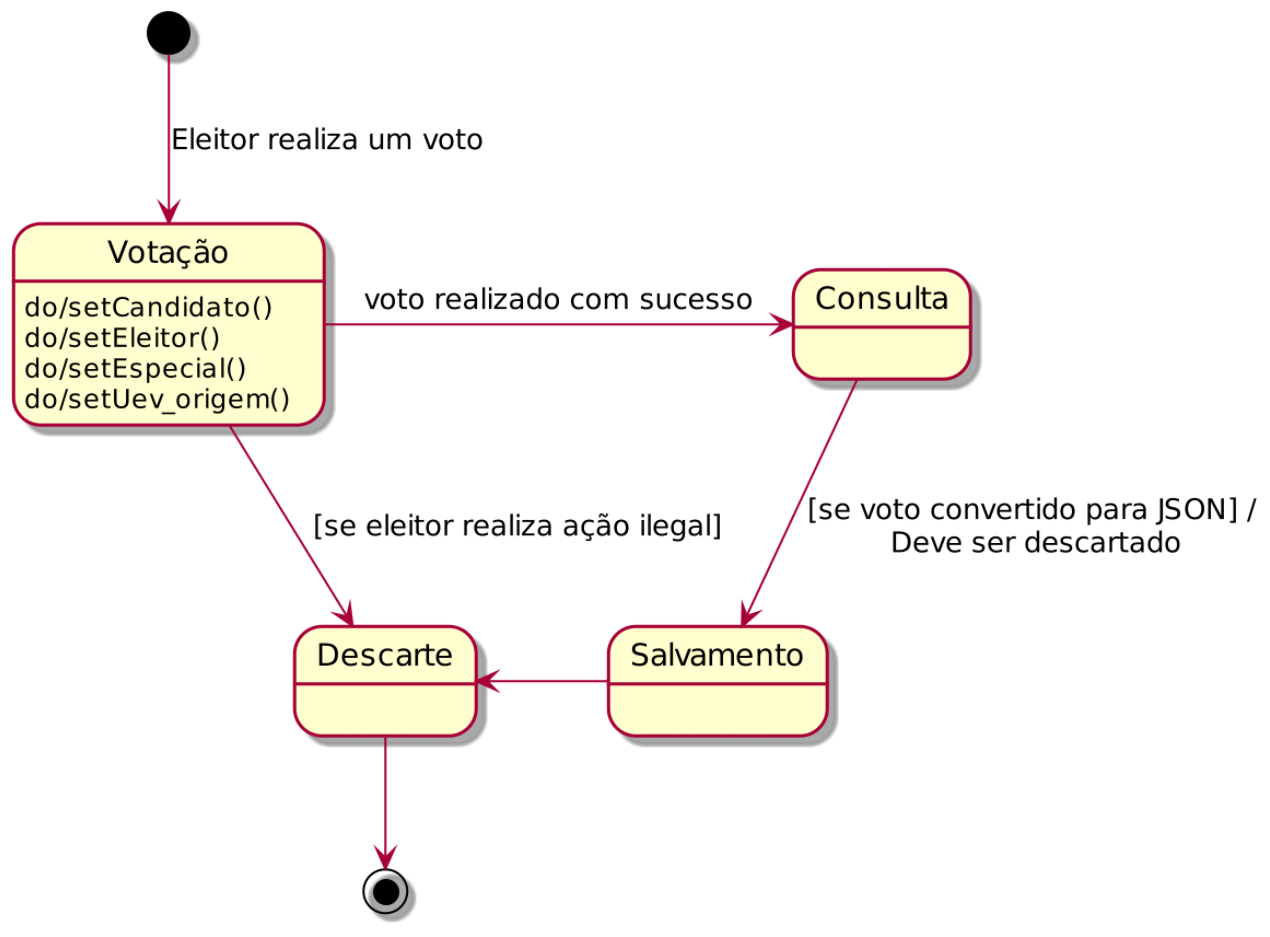 Eleitor realiza um voto
Votação
do/setCandidato()
do/setEleitor()
do/setEspecial()
do/setUev_origem()
voto realizado com sucesso
Consulta
[se eleitor realiza ação ilegal]
[se voto convertido para JSON] /
Deve ser descartado
Descarte
Salvamento